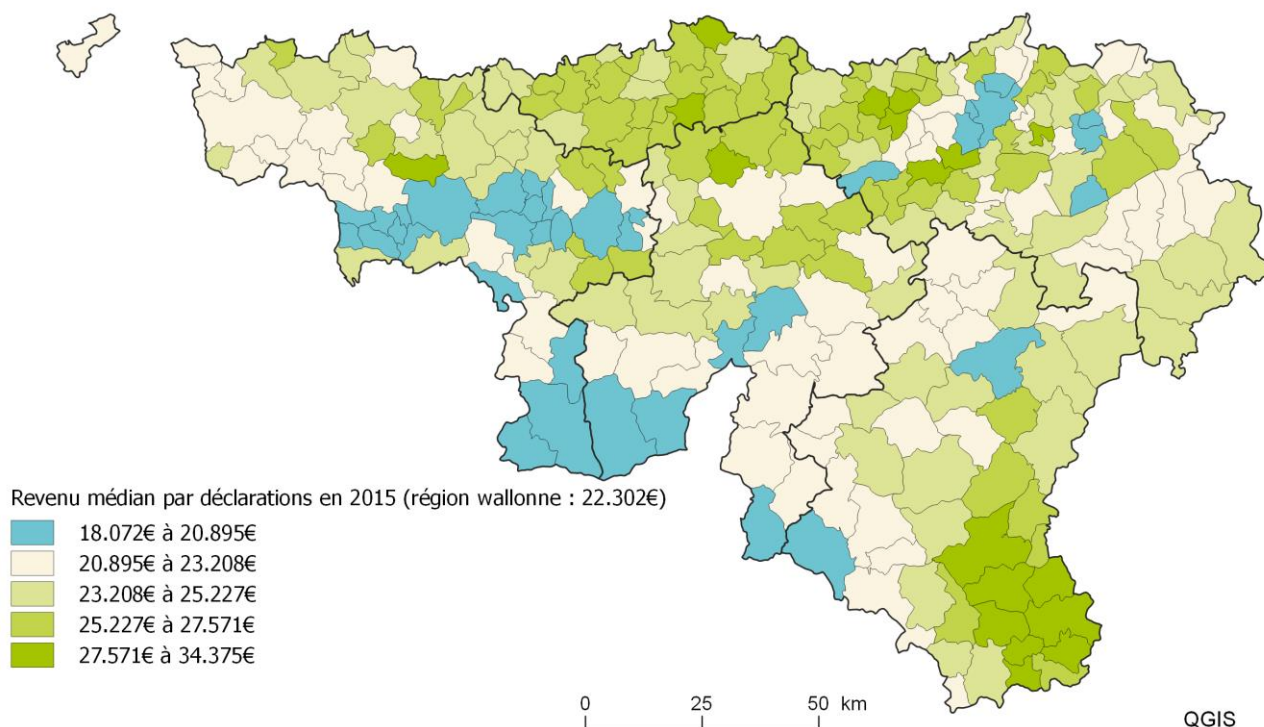 Revenu médian par déclarations en 2015 (région wallonne : 22.302€)
18.072€ à 20.895€
20.895€ à 23.208€
23.208€ à 25.227€
25.227€ à 27.571€
27.571€ à 34.375€
0 25 50 km
QGIS